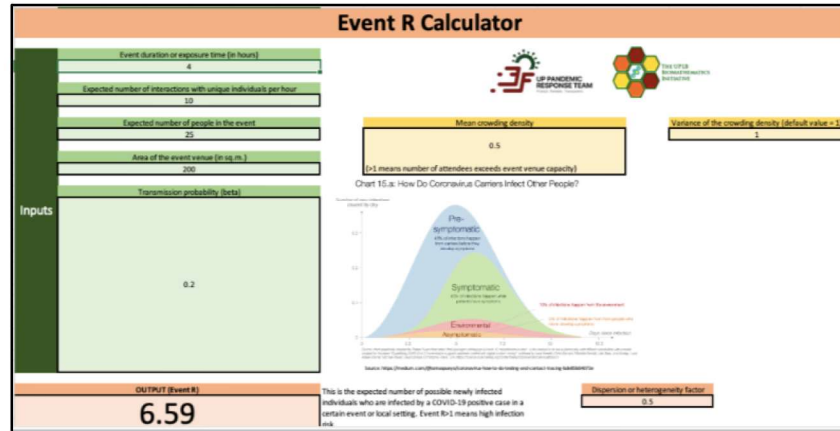 Event R Calculator
Event duration or exposure time (in hours)
4
Expected number of interactions with unique individuals per hour
10
Expected number of people in the event
25
Area of the event venue (in sq.m.)
200
Transmission probability (beta)
0.2
Inputs
UP PANDEMIC
RESPONSE TEAM
THE UPLB
BIOMATHEMATICS
INITIATIVE
Mean crowding density
0.5
(>1 means number of attendees exceeds event venue capacity)
Variance of the crowding density (default value = 1)
1
Chart 15.a: How Do Coronavirus Carriers Infect Other People?
Pre-
symptomatic
Symptomatic
Environmental
Asymptomatic
OUTPUT (Event R)
6.59
This is the expected number of possible newly infected
individuals who are infected by a COVID-19 positive case in a
certain event or local setting. Event R>1 means high infection
risk
Dispersion or heterogeneity factor
0.5